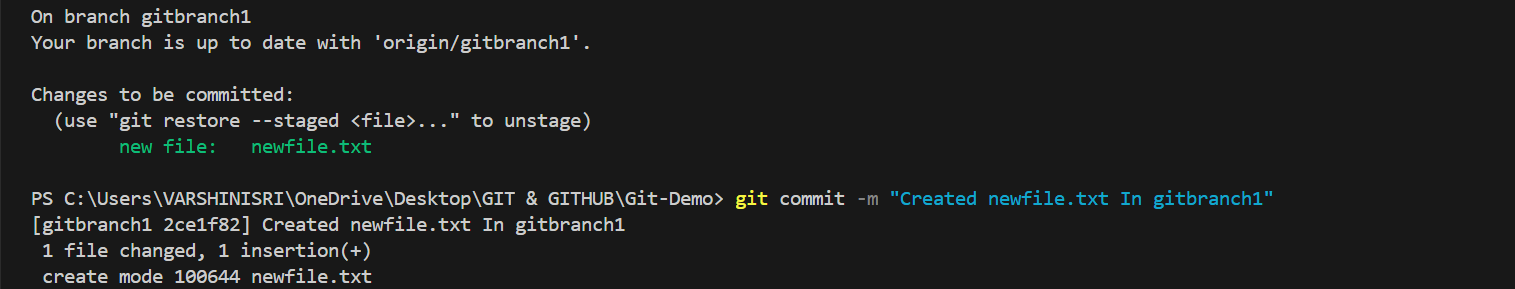 On branch gitbranch1
Your branch is up to date with 'origin/gitbranch1'.
Changes to be committed:
(use "git restore --staged <file>..." to unstage)
new file:   newfile.txt
PS C:\Users\VARSHINISRI\OneDrive\Desktop\GIT & GITHUB\Git-Demo> git commit -m "Created newfile.txt In gitbranch1"
[gitbranch1 2ce1f82] Created newfile.txt In gitbranch1
1 file changed, 1 insertion(+)
create mode 100644 newfile.txt